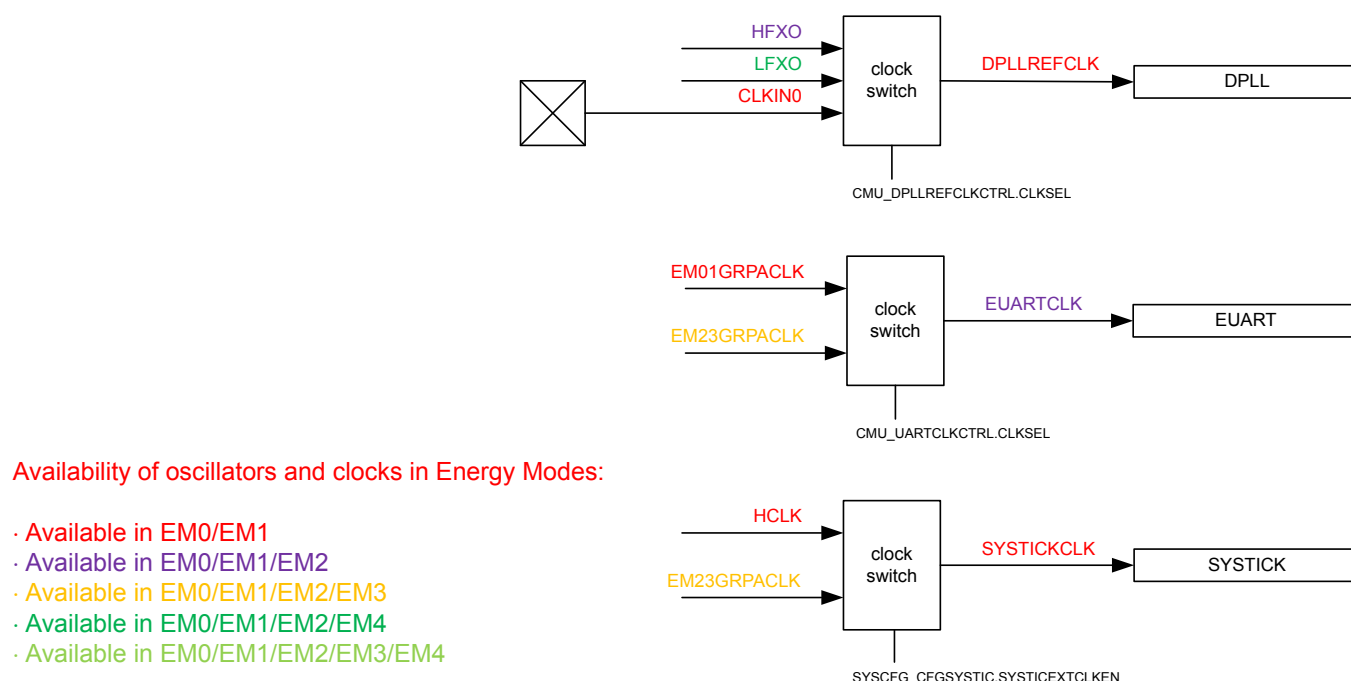 HFXO
LFXO
CLKIN0
clock
switch
DPLLREFCLK
DPLL
CMU_DPLLREFCLKCTRL.CLKSEL
EM01GRPACLK
EM23GRPACLK
clock
switch
EUARTCLK
EUART
CMU_UARTCLKCTRL.CLKSEL
Availability of oscillators and clocks in Energy Modes:
· Available in EM0/EM1
· Available in EM0/EM1/EM2
· Available in EM0/EM1/EM2/EM3
· Available in EM0/EM1/EM2/EM4
· Available in EM0/EM1/EM2/EM3/EM4
HCLK
EM23GRPACLK
clock
switch
SYSTICKCLK
SYSTICK
SYSCFG_CFGSYSTIC.SYSTICEXTCLKEN